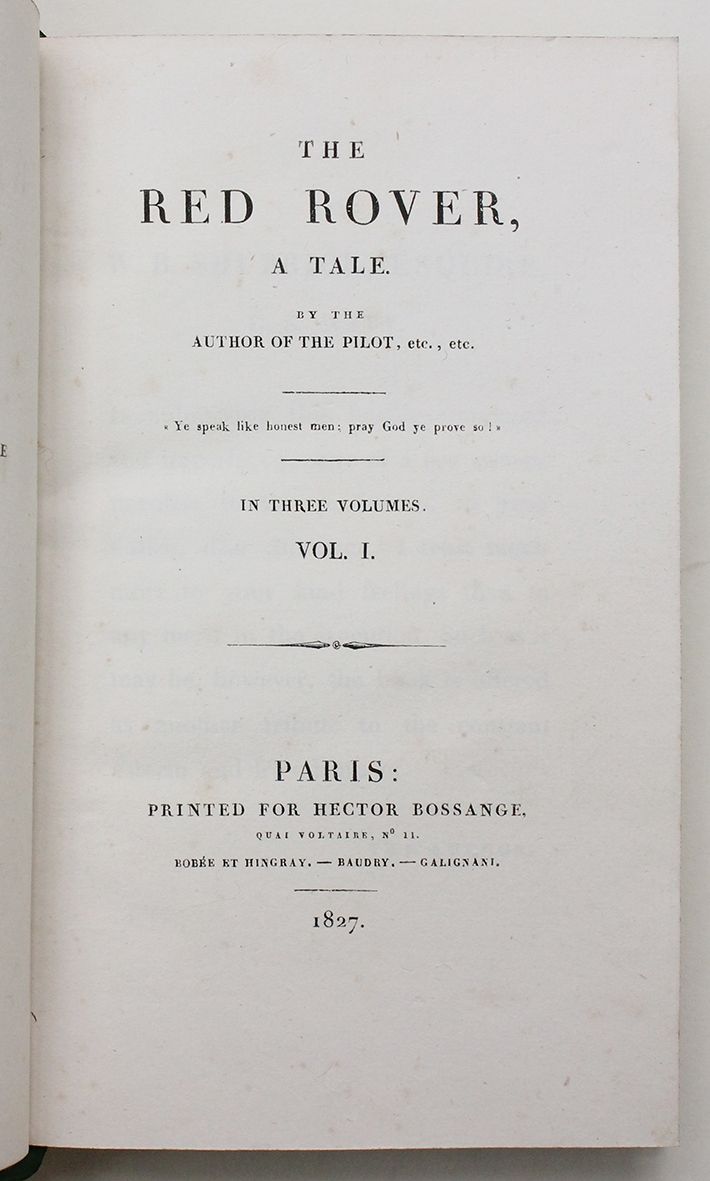 THE
RED ROVER,
A TALE.
BY THE
AUTHOR OF THE PILOT, etc., etc.
« Ye speak like honest men; pray God ye prove so! »
IN THREE VOLUMES.
VOL. I.
PARIS:
PRINTED FOR HECTOR BOSSANGE,
QUAI VOLTAIRE, Nº 11.
BOBÉE ET HINGRAY. — BAUDRY. — GALIGNANI.
1827.